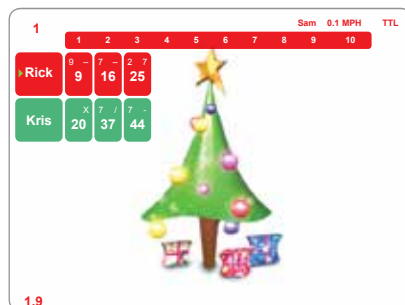 Sam 0.1 MPH TTL
1
1 2 3 4 5 6 7 8 9 10
Rick 9 – 7 – 2 7
9 16 25
Kris X 7 / 7 -
20 37 44
1.9